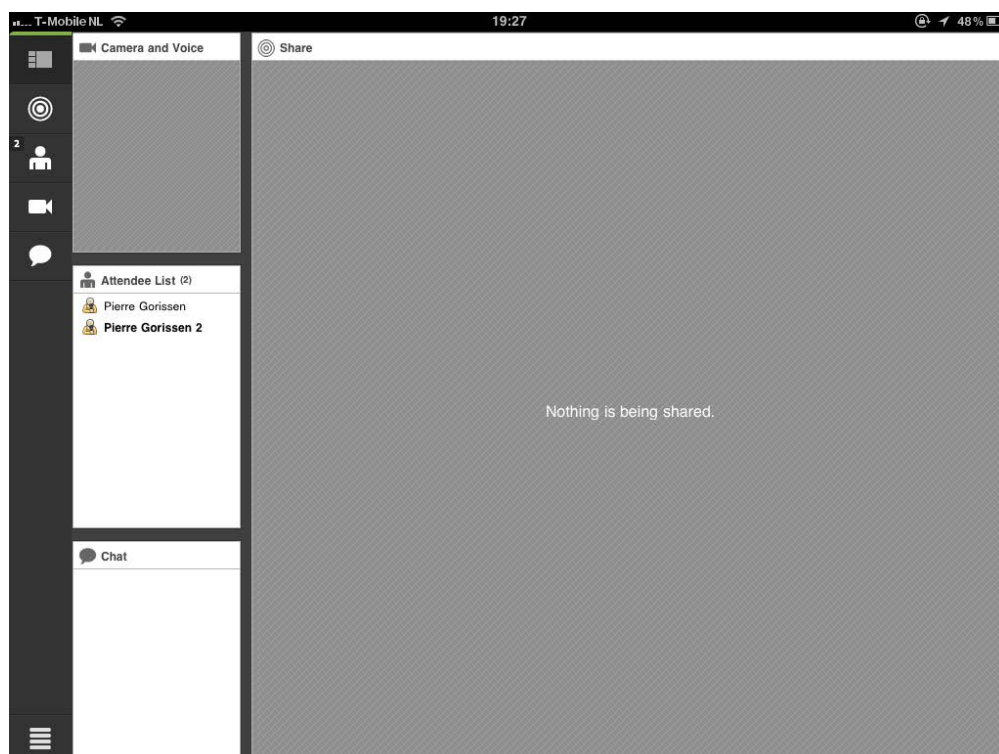 T-Mobile NL 19:27 48%
Camera and Voice
Share
2
Attendee List (2)
Pierre Gorissen
Pierre Gorissen 2
Nothing is being shared.
Chat